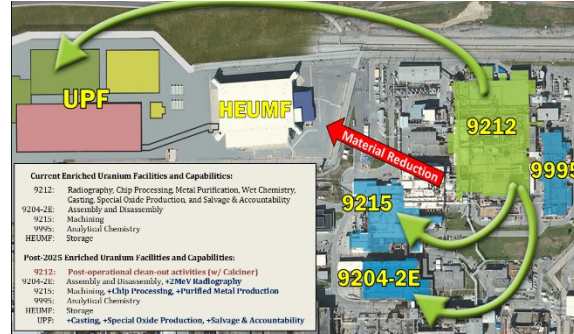 UPF
HEUMF
9212
9995
Material Reduction
9215
9204-2E
Current Enriched Uranium Facilities and Capabilities:
9212: Radiography, Chip Processing, Metal Purification, Wet Chemistry,
Casting, Special Oxide Production, and Salvage & Accountability
9204-2E: Assembly and Disassembly
9215: Machining
9995: Analytical Chemistry
HEUMF: Storage
Post-2025 Enriched Uranium Facilities and Capabilities:
9212: Post-operational clean-out activities (w/ Calciner)
9204-2E: Assembly and Disassembly, +2MeV Radiography
9215: Machining, +Chip Processing, +Purified Metal Production
9995: Analytical Chemistry
HEUMF: Storage
UPF: +Casting, +Special Oxide Production, +Salvage & Accountability